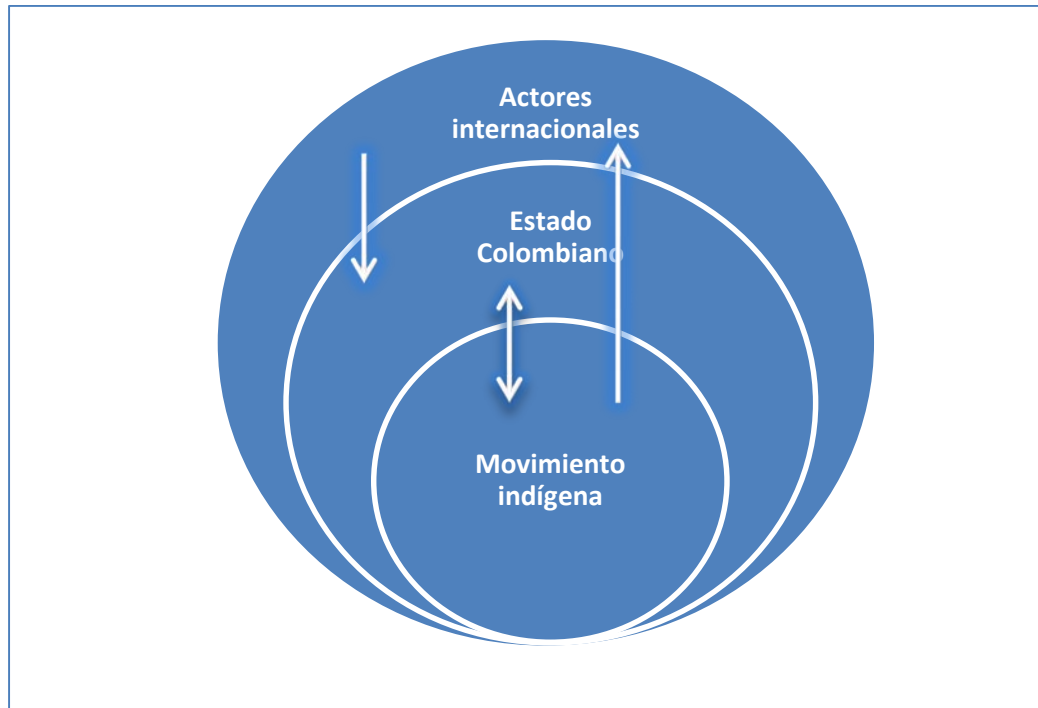 Actores
internacionales
Estado
Colombiano
Movimiento
indígena